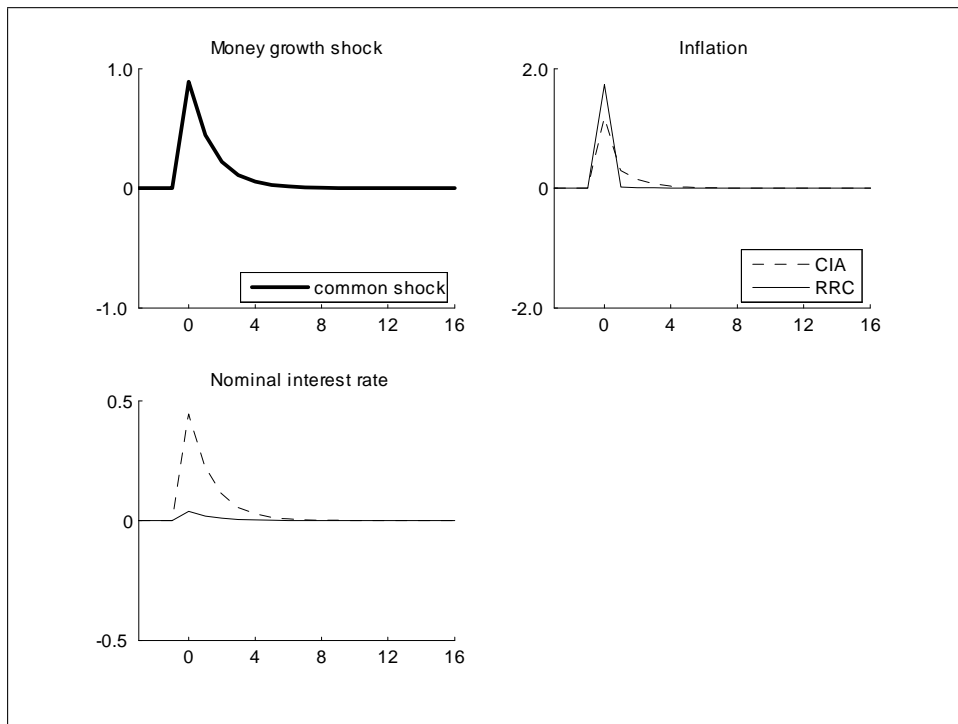 Money growth shock
1.0
0
-1.0
common shock
0 4 8 12 16
Inflation
2.0
0
-2.0
CIA
RRC
0 4 8 12 16
Nominal interest rate
0.5
0
-0.5
0 4 8 12 16